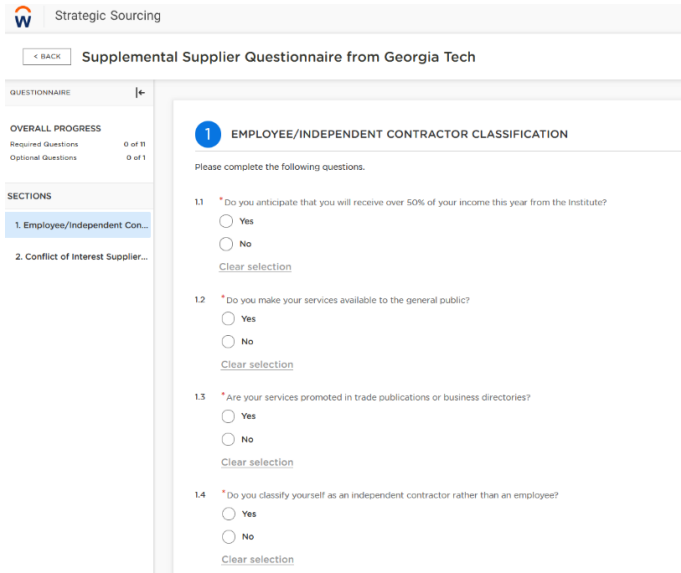 Strategic Sourcing
< BACK
Supplemental Supplier Questionnaire from Georgia Tech
QUESTIONNAIRE
OVERALL PROGRESS
Required Questions 0 of 11
Optional Questions 0 of 1
SECTIONS
1. Employee/Independent Con...
2. Conflict of Interest Supplier...
1 EMPLOYEE/INDEPENDENT CONTRACTOR CLASSIFICATION
Please complete the following questions.
1.1 *Do you anticipate that you will receive over 50% of your income this year from the Institute?
Yes
No
Clear selection
1.2 *Do you make your services available to the general public?
Yes
No
Clear selection
1.3 *Are your services promoted in trade publications or business directories?
Yes
No
Clear selection
1.4 *Do you classify yourself as an independent contractor rather than an employee?
Yes
No
Clear selection